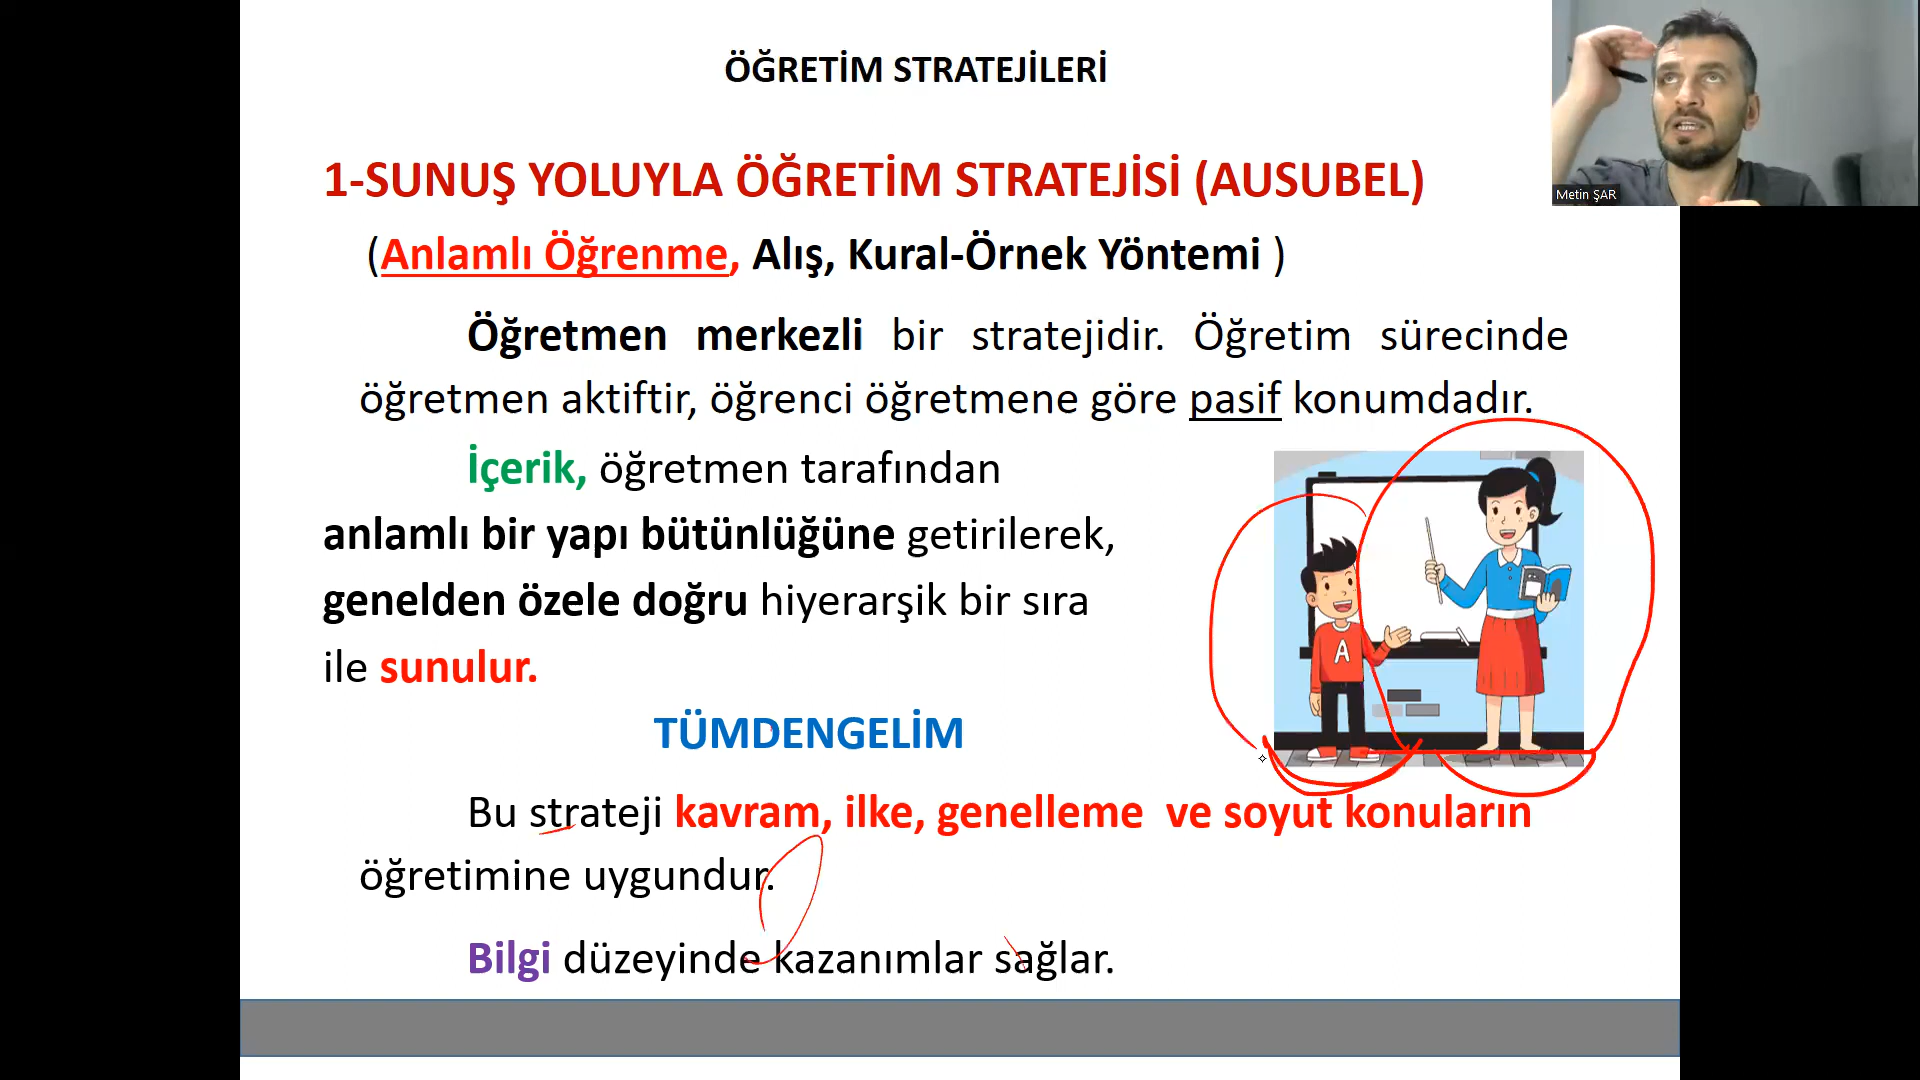 ÖĞRETİM STRATEJİLERİ
Metin ŞAR
1-SUNUŞ YOLUYLA ÖĞRETİM STRATEJİSİ (AUSUBEL)
(Anlamlı Öğrenme, Alış, Kural-Örnek Yöntemi )
Öğretmen merkezli bir stratejidir. Öğretim sürecinde
öğretmen aktiftir, öğrenci öğretmene göre pasif konumdadır.
İçerik, öğretmen tarafından
anlamlı bir yapı bütünlüğüne getirilerek,
genelden özele doğru hiyerarşik bir sıra
ile sunulur.
A
TÜMDENGELİM
Bu strateji kavram, ilke, genelleme ve soyut konuların
öğretimine uygundur.
Bilgi düzeyinde kazanımlar sağlar.